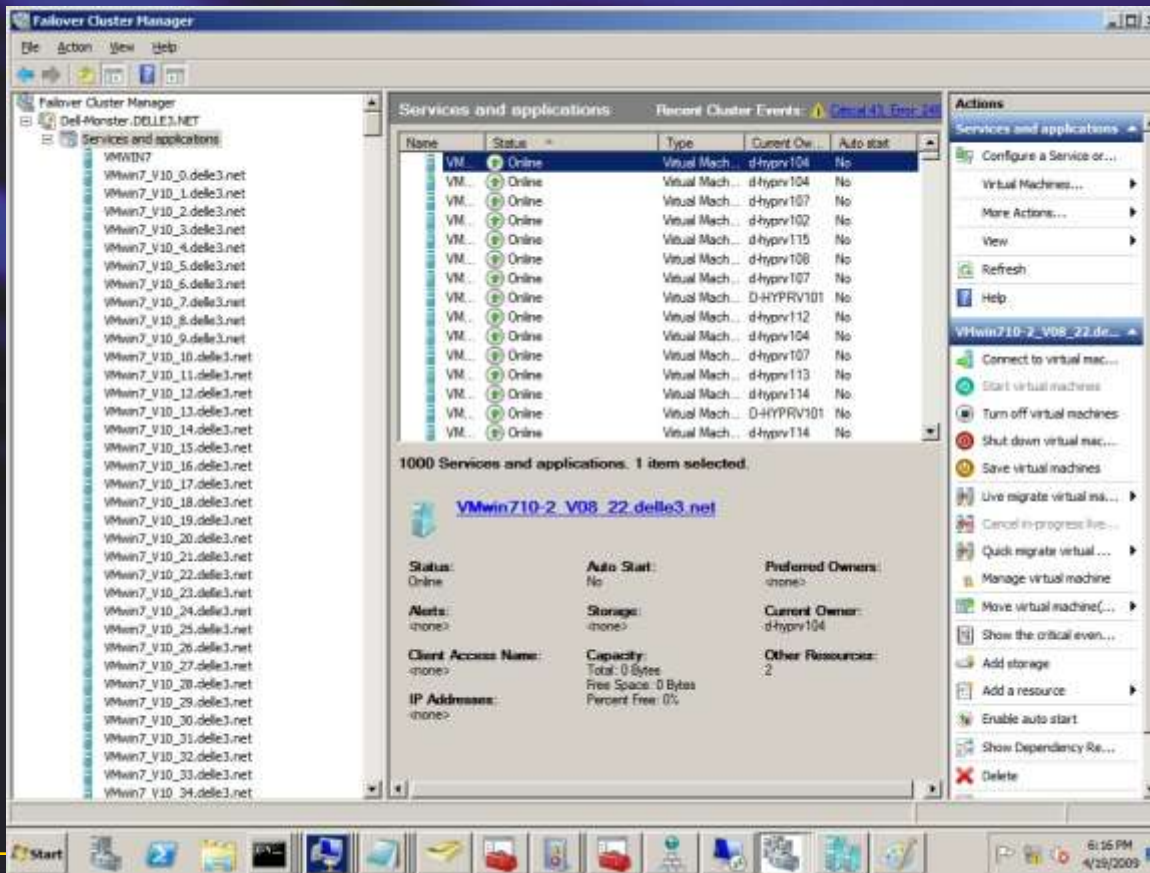 Failover Cluster Manager
File Action View Help
Failover Cluster Manager
Dell-Monster.DELLE3.NET
Services and applications
VMWIN7
VMwin7_V10_0.delle3.net
VMwin7_V10_1.delle3.net
VMwin7_V10_2.delle3.net
VMwin7_V10_3.delle3.net
VMwin7_V10_4.delle3.net
VMwin7_V10_5.delle3.net
VMwin7_V10_6.delle3.net
VMwin7_V10_7.delle3.net
VMwin7_V10_8.delle3.net
VMwin7_V10_9.delle3.net
VMwin7_V10_10.delle3.net
VMwin7_V10_11.delle3.net
VMwin7_V10_12.delle3.net
VMwin7_V10_13.delle3.net
VMwin7_V10_14.delle3.net
VMwin7_V10_15.delle3.net
VMwin7_V10_16.delle3.net
VMwin7_V10_17.delle3.net
VMwin7_V10_18.delle3.net
VMwin7_V10_19.delle3.net
VMwin7_V10_20.delle3.net
VMwin7_V10_21.delle3.net
VMwin7_V10_22.delle3.net
VMwin7_V10_23.delle3.net
VMwin7_V10_24.delle3.net
VMwin7_V10_25.delle3.net
VMwin7_V10_26.delle3.net
VMwin7_V10_27.delle3.net
VMwin7_V10_28.delle3.net
VMwin7_V10_29.delle3.net
VMwin7_V10_30.delle3.net
VMwin7_V10_31.delle3.net
VMwin7_V10_32.delle3.net
VMwin7_V10_33.delle3.net
VMwin7_V10_34.delle3.net
Services and applications Recent Cluster Events: Critical 43, Error
Name Status Type Current Ow... Auto start
VM... Online Virtual Mach... d-hyprv104 No
VM... Online Virtual Mach... d-hyprv104 No
VM... Online Virtual Mach... d-hyprv107 No
VM... Online Virtual Mach... d-hyprv102 No
VM... Online Virtual Mach... d-hyprv115 No
VM... Online Virtual Mach... d-hyprv108 No
VM... Online Virtual Mach... d-hyprv107 No
VM... Online Virtual Mach... D-HYPRV101 No
VM... Online Virtual Mach... d-hyprv112 No
VM... Online Virtual Mach... d-hyprv104 No
VM... Online Virtual Mach... d-hyprv107 No
VM... Online Virtual Mach... d-hyprv113 No
VM... Online Virtual Mach... d-hyprv114 No
VM... Online Virtual Mach... D-HYPRV101 No
VM... Online Virtual Mach... d-hyprv114 No
1000 Services and applications. 1 item selected.
VMwin710-2_V08_22.delle3.net
Status: Auto Start: Preferred Owners:
Online No <none>
Alerts: Storage: Current Owner:
<none> <none> d-hyprv104
Client Access Name: Capacity: Other Resources:
<none> Total: 0 Bytes 2
Free Space: 0 Bytes
IP Addresses: Percent Free: 0%
<none>
Actions
Services and applications
Configure a Service or...
Virtual Machines...
More Actions...
View
Refresh
Help
VMwin710-2_V08_22.de...
Connect to virtual mac...
Start virtual machines
Turn off virtual machines
Shut down virtual mac...
Save virtual machines
Live migrate virtual ma...
Cancel in-progress live...
Quick migrate virtual ...
Manage virtual machine
Move virtual machine(...
Show the critical even...
Add storage
Add a resource
Enable auto start
Show Dependency Re...
Delete
Start
6:16 PM
4/19/2009